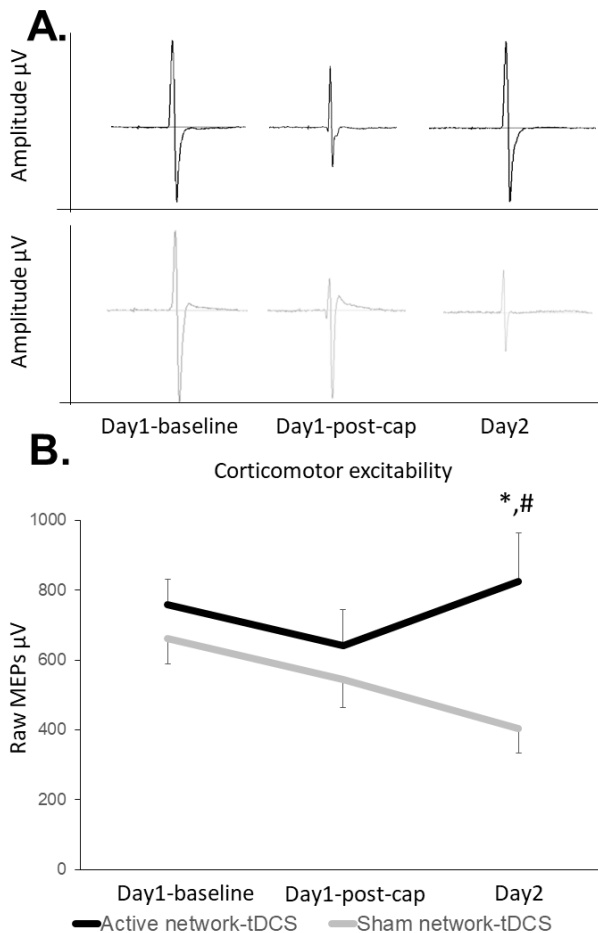 A.
Amplitude µV
Amplitude µV
Day1-baseline Day1-post-cap Day2
B.
Corticomotor excitability
*,#
1000
800
600
400
200
0
Raw MEPs µV
Day1-baseline Day1-post-cap Day2
Active network-tDCS Sham network-tDCS